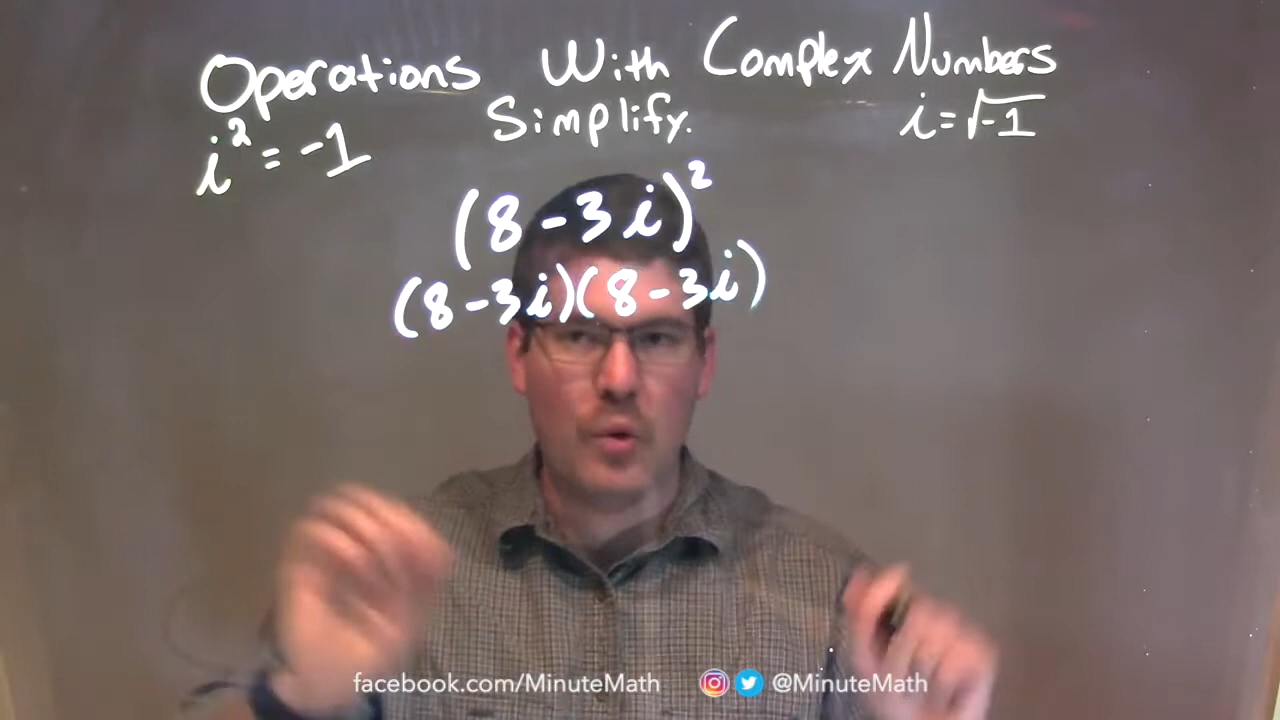 Operations With Complex Numbers
Simplify.
i² = -1
i = √-1
(8 - 3i)²
(8 - 3i)(8 - 3i)
facebook.com/MinuteMath @MinuteMath